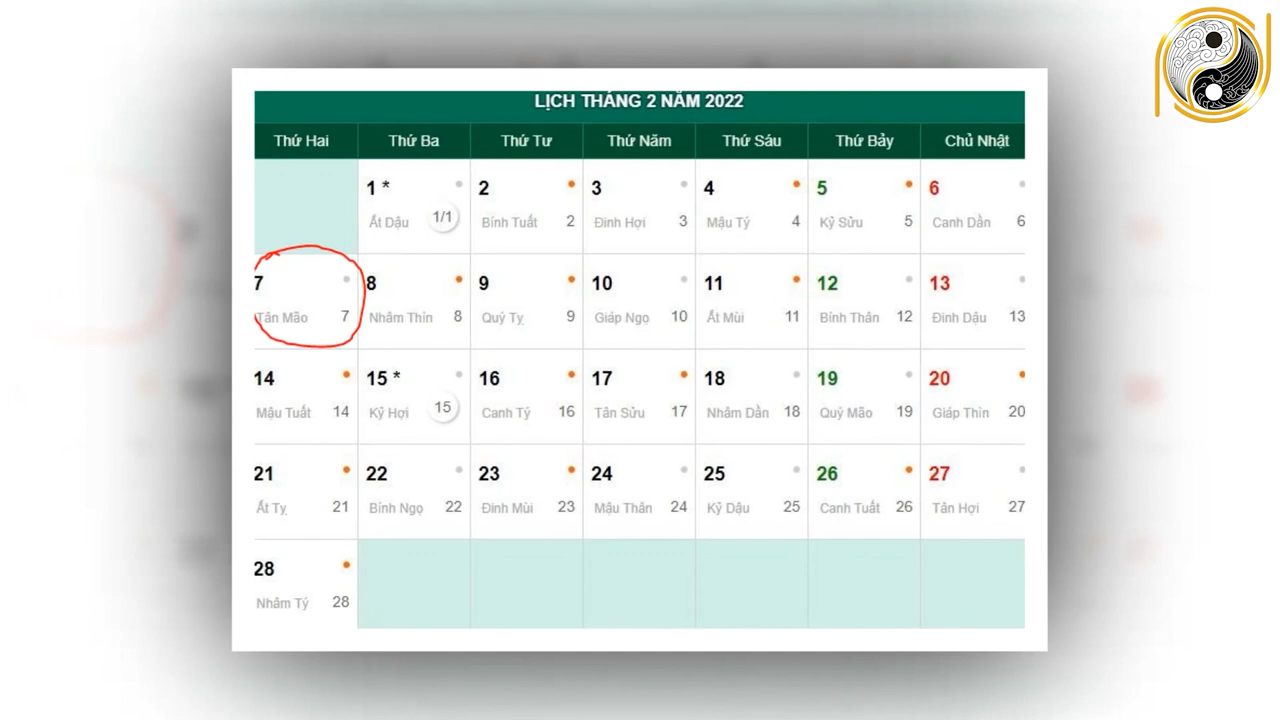 LỊCH THÁNG 2 NĂM 2022
Thứ Hai Thứ Ba Thứ Tư Thứ Năm Thứ Sáu Thứ Bảy Chủ Nhật
1 * 2 3 4 5 6
Ất Dậu 1/1 Bính Tuất 2 Đinh Hợi 3 Mậu Tý 4 Kỷ Sửu 5 Canh Dần 6
7 8 9 10 11 12 13
Tân Mão 7 Nhâm Thìn 8 Quý Tỵ 9 Giáp Ngọ 10 Ất Mùi 11 Bính Thân 12 Đinh Dậu 13
14 15 * 16 17 18 19 20
Mậu Tuất 14 Kỷ Hợi 15 Canh Tý 16 Tân Sửu 17 Nhâm Dần 18 Quý Mão 19 Giáp Thìn 20
21 22 23 24 25 26 27
Ất Tỵ 21 Bính Ngọ 22 Đinh Mùi 23 Mậu Thân 24 Kỷ Dậu 25 Canh Tuất 26 Tân Hợi 27
28
Nhâm Tý 28